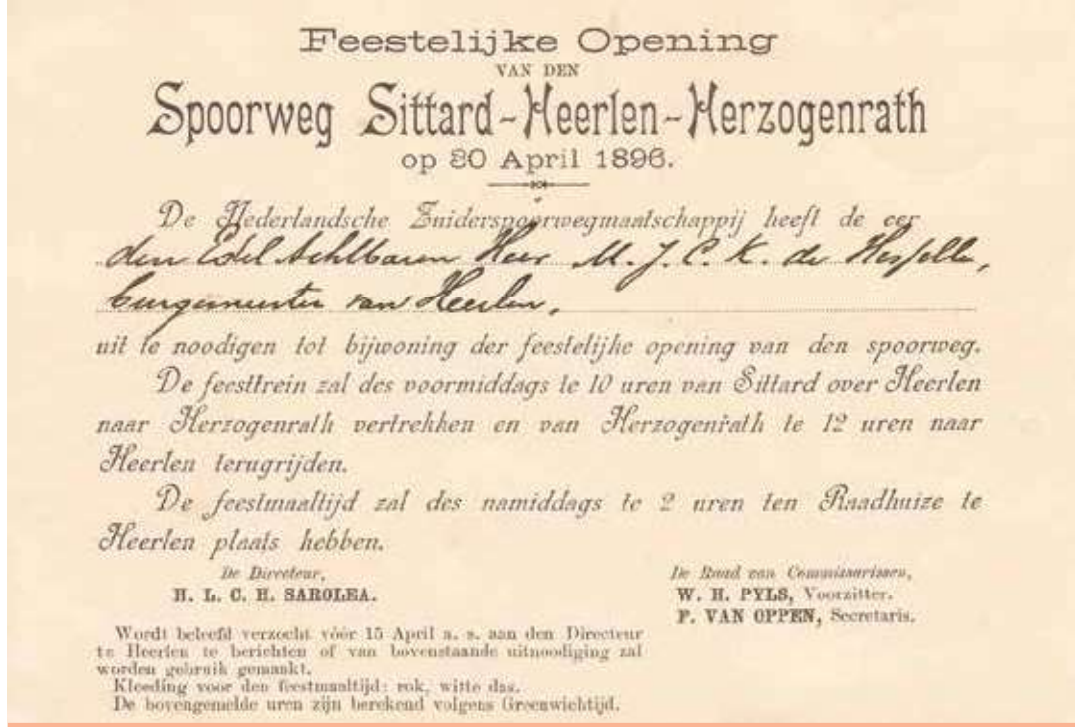 Feestelijke Opening
VAN DEN
Spoorweg Sittard-Heerlen-Herzogenrath
op 30 April 1896.
De Nederlandsche Zuiderspoorwegmaatschappij heeft de eer
den Edel Achtbaren Heer M. J. C. K. de Hesselle,
burgemeester van Heerlen,
uit te noodigen tot bijwoning der feestelijke opening van den spoorweg.
De feesttrein zal des voormiddags te 10 uren van Sittard over Heerlen
naar Herzogenrath vertrekken en van Herzogenrath te 12 uren naar
Heerlen terugrijden.
De feestmaaltijd zal des namiddags te 2 uren ten Raadhuize te
Heerlen plaats hebben.
De Directeur,
H. L. C. H. SAROLEA.
De Raad van Commissarissen,
W. H. PYLS, Voorzitter.
P. VAN OPPEN, Secretaris.
Wordt beleefd verzocht vóór 15 April a. s. aan den Directeur
te Heerlen te berichten of van bovenstaande uitnoodiging zal
worden gebruik gemaakt.
Kleeding voor den feestmaaltijd: rok, witte das.
De bovengemelde uren zijn berekend volgens Greenwichtijd.